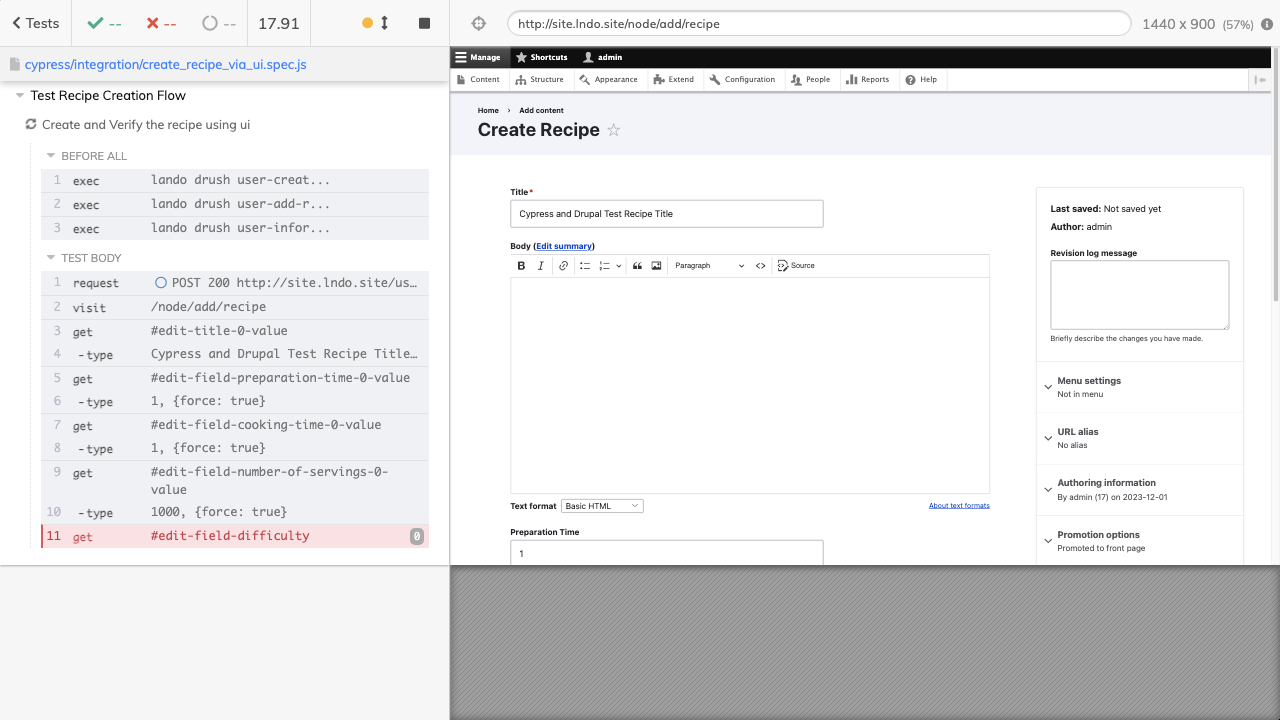 Tests
--
--
--
17.91
http://site.lndo.site/node/add/recipe
1440 x 900 (57%)
cypress/integration/create_recipe_via_ui.spec.js
Test Recipe Creation Flow
Create and Verify the recipe using ui
BEFORE ALL
1 exec lando drush user-creat...
2 exec lando drush user-add-r...
3 exec lando drush user-infor...
TEST BODY
1 request POST 200 http://site.lndo.site/us...
2 visit /node/add/recipe
3 get #edit-title-0-value
4 -type Cypress and Drupal Test Recipe Title...
5 get #edit-field-preparation-time-0-value
6 -type 1, {force: true}
7 get #edit-field-cooking-time-0-value
8 -type 1, {force: true}
9 get #edit-field-number-of-servings-0-
value
10 -type 1000, {force: true}
11 get #edit-field-difficulty 0
Manage Shortcuts admin
Content Structure Appearance Extend Configuration People Reports Help
Home › Add content
Create Recipe
Title*
Cypress and Drupal Test Recipe Title
Body (Edit summary)
B I Paragraph Source
Text format Basic HTML About text formats
Preparation Time
1
Last saved: Not saved yet
Author: admin
Revision log message
Briefly describe the changes you have made.
Menu settings
Not in menu
URL alias
No alias
Authoring information
By admin (17) on 2023-12-01
Promotion options
Promoted to front page